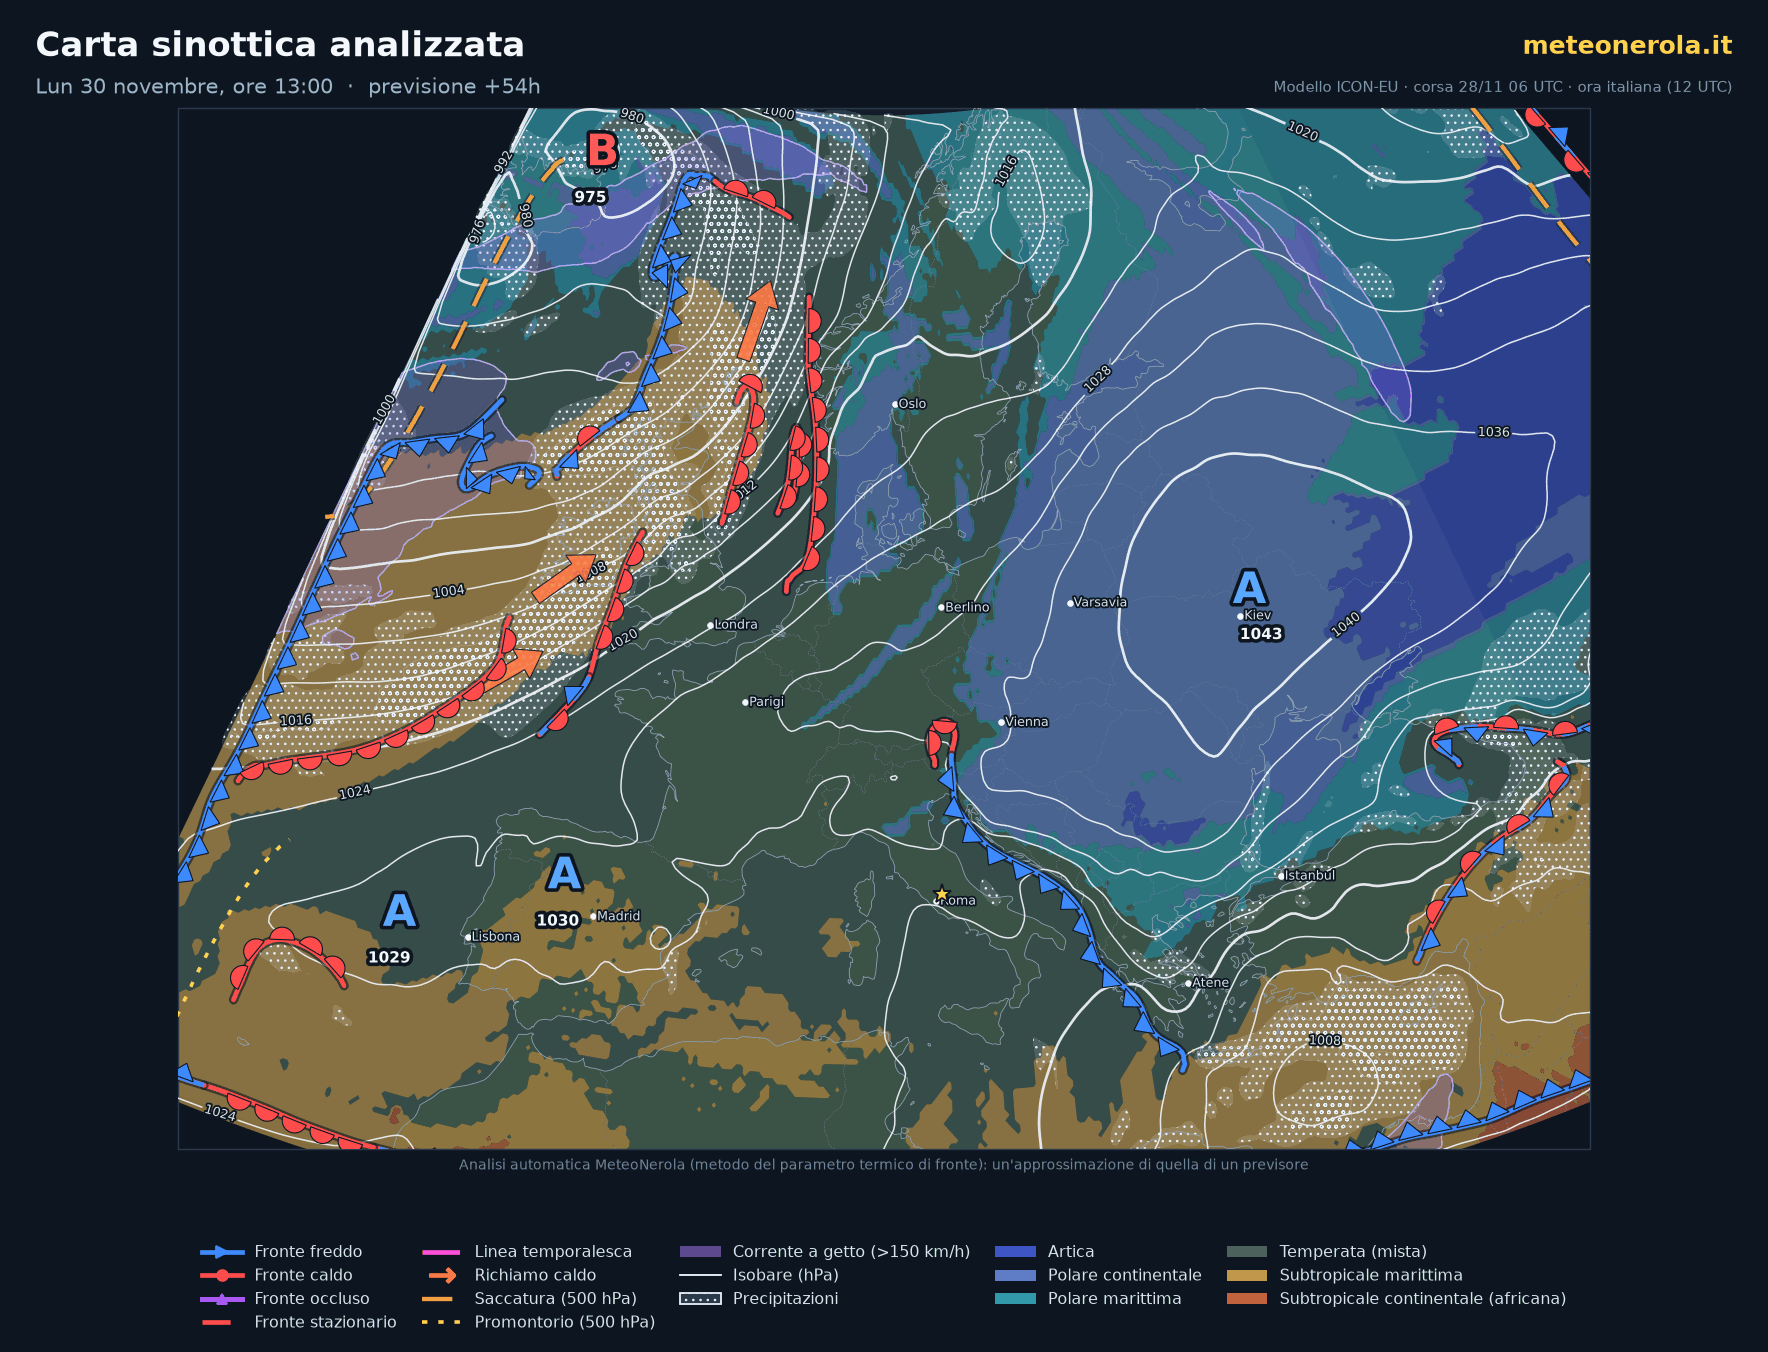 Carta sinottica analizzata
meteonerola.it
Lun 30 novembre, ore 13:00 · previsione +54h
Modello ICON-EU · corsa 28/11 06 UTC · ora italiana (12 UTC)
980
1000
992
B
975
1020
1016
980
976
1028
1000
Oslo
1036
1012
1008
1004
A
Kiev
1043
1040
Berlino
Varsavia
Londra
1020
Parigi
1016
Vienna
1024
A
1030
Madrid
A
1029
Lisbona
Roma
Istanbul
Atene
1008
1024
Analisi automatica MeteoNerola (metodo del parametro termico di fronte): un'approssimazione di quella di un previsore
Fronte freddo
Fronte caldo
Fronte occluso
Fronte stazionario
Linea temporalesca
Richiamo caldo
Saccatura (500 hPa)
Promontorio (500 hPa)
Corrente a getto (>150 km/h)
Isobare (hPa)
Precipitazioni
Artica
Polare continentale
Polare marittima
Temperata (mista)
Subtropicale marittima
Subtropicale continentale (africana)